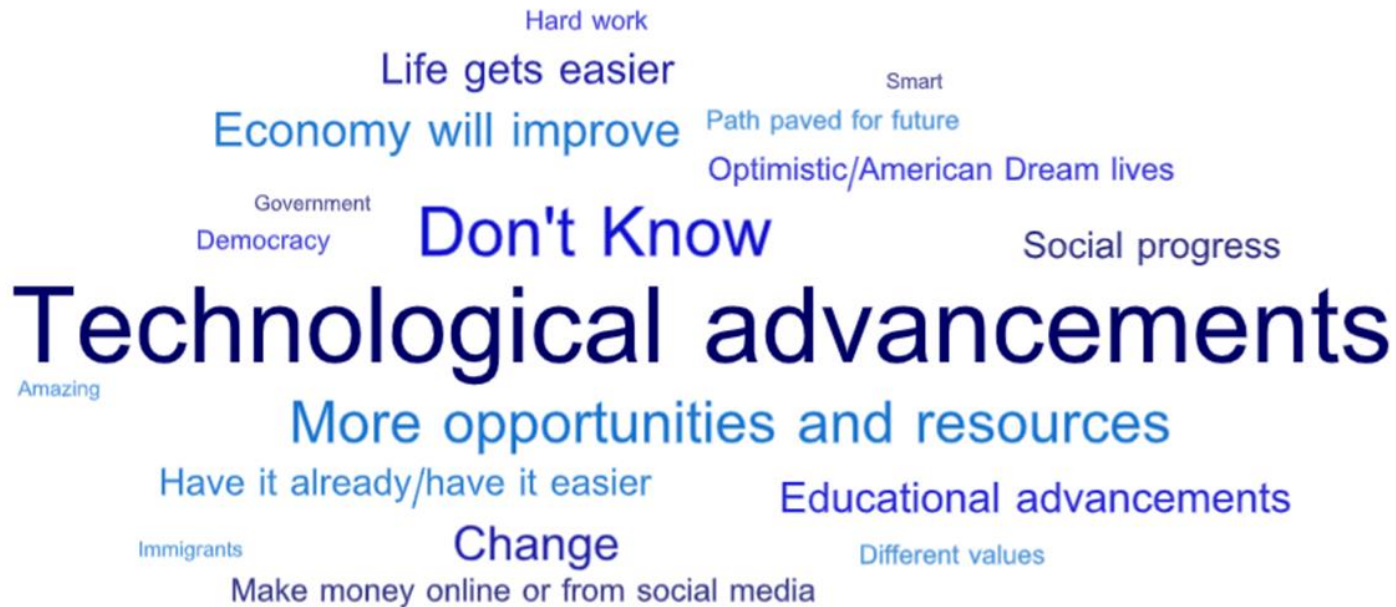 Hard work
Life gets easier
Smart
Economy will improve
Path paved for future
Optimistic/American Dream lives
Government
Don't Know
Democracy
Social progress
Technological advancements
Amazing
More opportunities and resources
Have it already/have it easier
Educational advancements
Immigrants
Change
Different values
Make money online or from social media